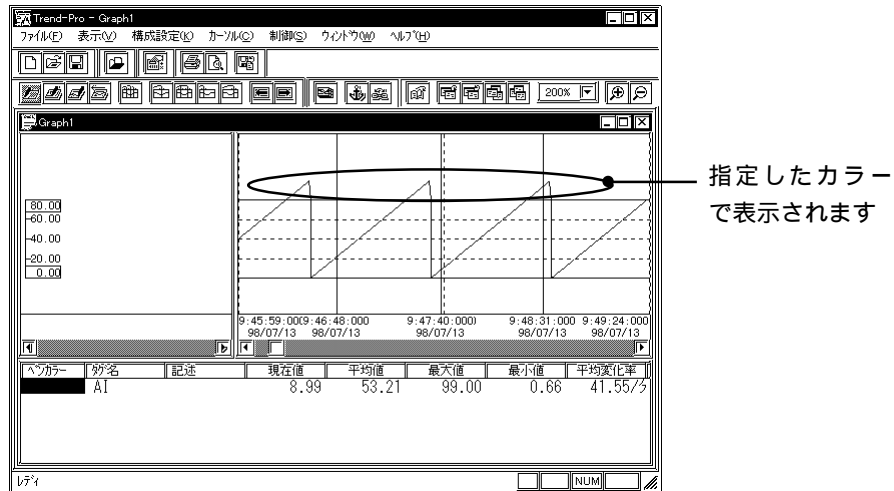 Trend-Pro - Graph1
ファイル(F) 表示(V) 構成設定(K) カーソル(C) 制御(S) ウィンドウ(W) ヘルプ(H)
200%
Graph1
80.00
60.00
40.00
20.00
0.00
指定したカラー
で表示されます
9:45:59:000 9:46:48:000 9:47:40:000) 9:48:31:000 9:49:24:000
98/07/13 98/07/13 98/07/13 98/07/13 98/07/13
ペンカラー タグ名 記述 現在値 平均値 最大値 最小値 平均変化率
AI 8.99 53.21 99.00 0.66 41.55/分
レディ NUM